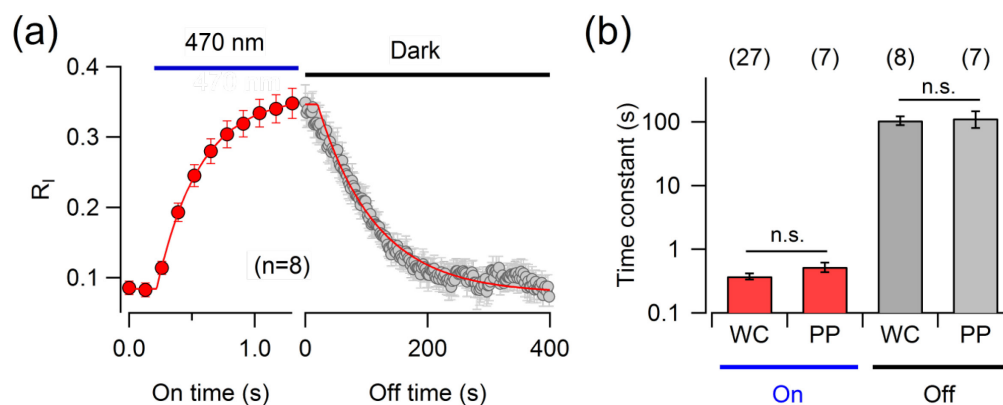 (a)
470 nm
470 nm
Dark
0.4
0.3
0.2
0.1
R_I
(n=8)
0.0
1.0
0
200
400
On time (s)
Off time (s)
(b)
(27)
(7)
(8)
(7)
n.s.
n.s.
100
10
1
0.1
Time constant (s)
WC
PP
WC
PP
On
Off